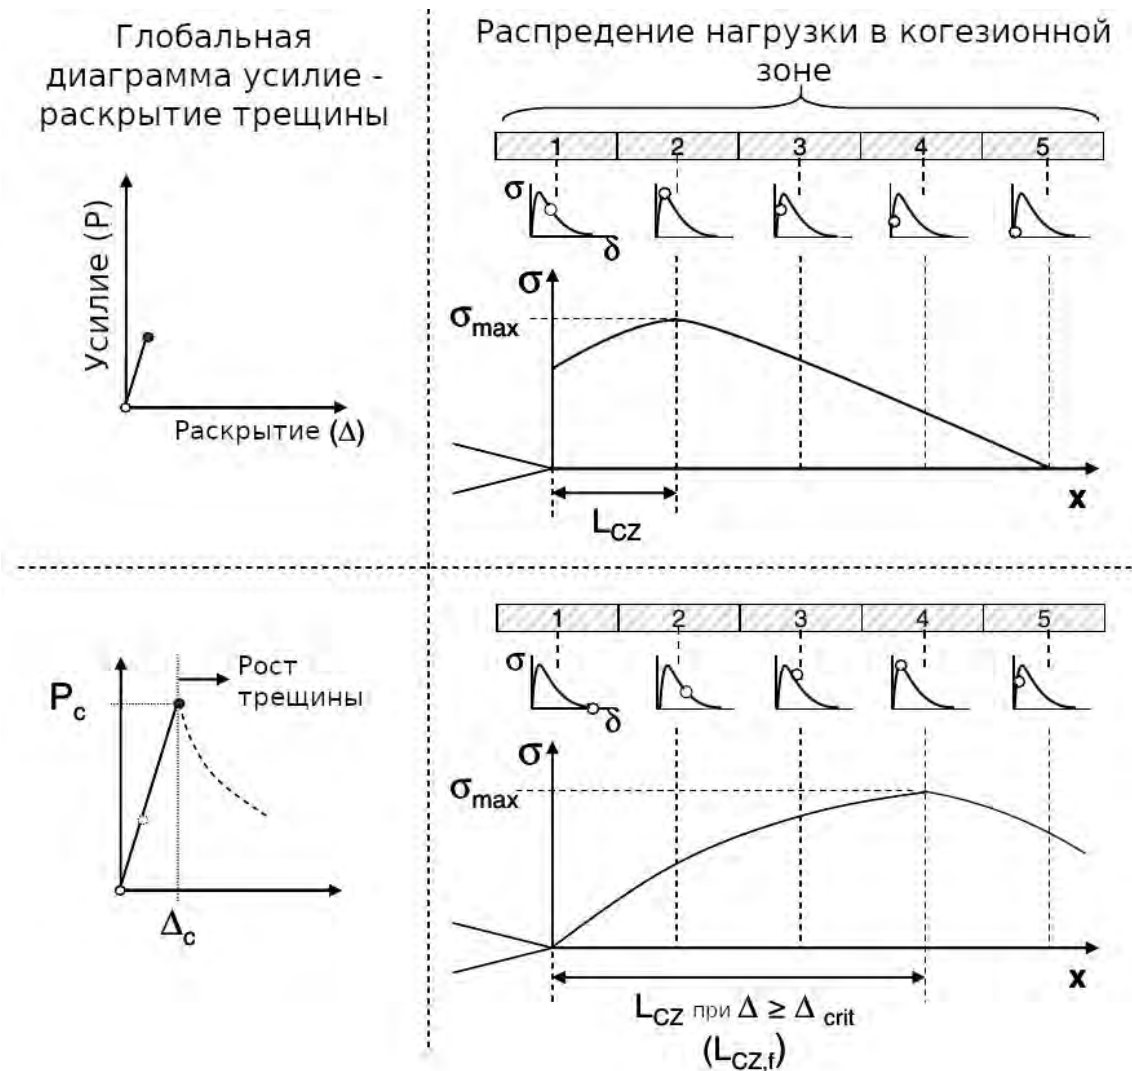 Глобальная
диаграмма усилие -
раскрытие трещины
Усилие (P)
Раскрытие (Δ)
Распредение нагрузки в когезионной
зоне
1 2 3 4 5
σ
δ
σ
σmax
x
LCZ
Pc
Рост
трещины
Δc
1 2 3 4 5
σ
δ
σ
σmax
x
LCZ при Δ ≥ Δ crit
(LCZ,f)